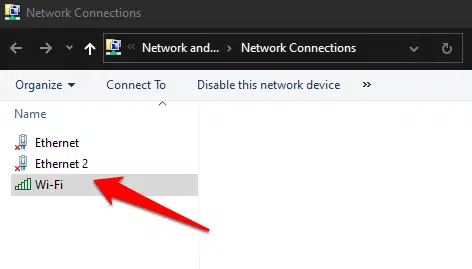 Network Connections
Network and... Network Connections
Organize Connect To Disable this network device »
Name
Ethernet
Ethernet 2
Wi-Fi